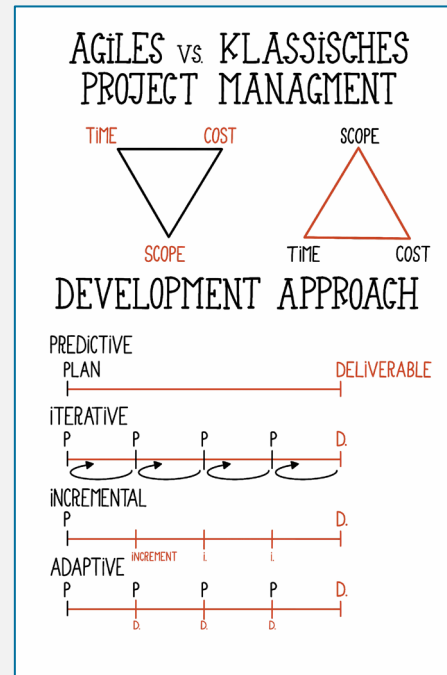 AGiLES VS. KLASSiSCHES
PROJECT MANAGMENT
TiME COST
SCOPE
SCOPE
TiME COST
DEVELOPMENT APPROACH
PREDiCTiVE
PLAN DELiVERABLE
iTERATiVE
P P P P D.
iNCREMENTAL
P D.
iNCREMENT i. i.
ADAPTiVE
P P P P D.
D. D. D.